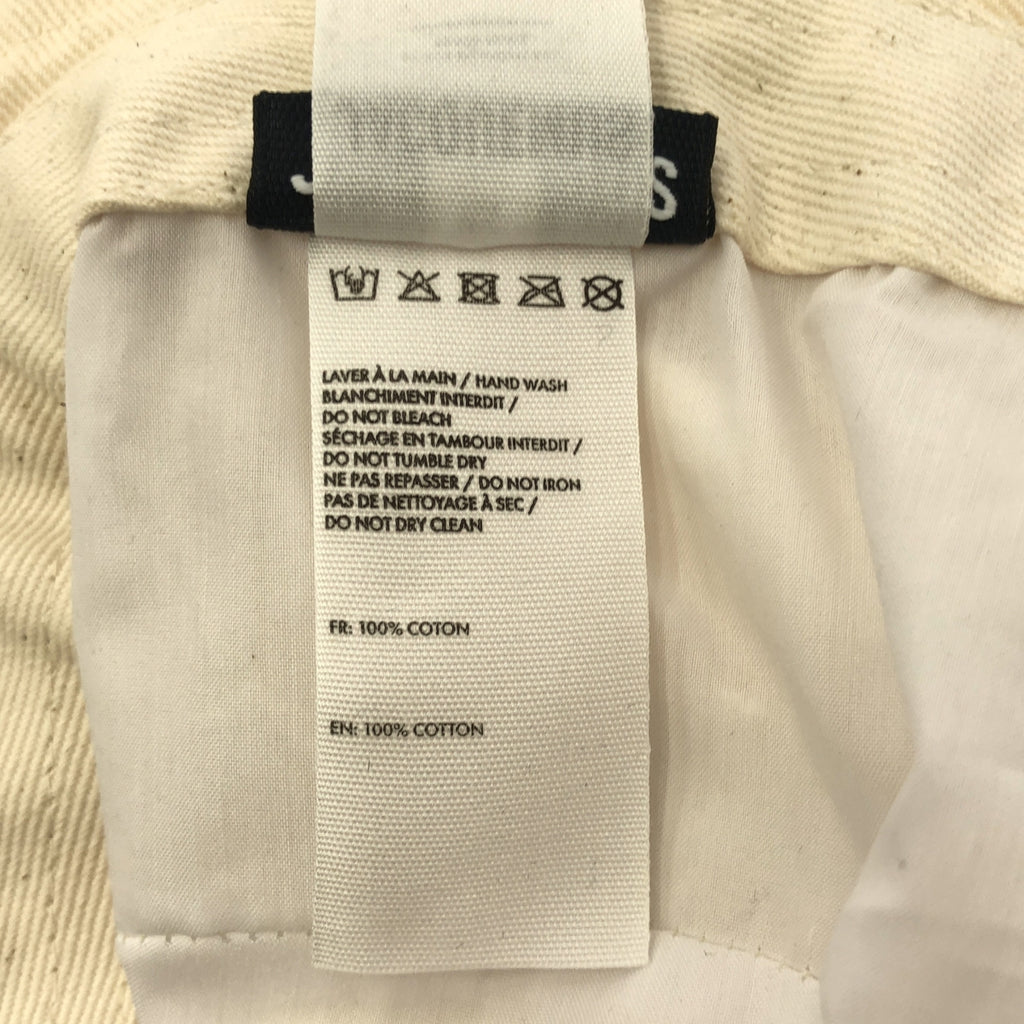 J
S
LAVER À LA MAIN / HAND WASH
BLANCHIMENT INTERDIT /
DO NOT BLEACH
SÉCHAGE EN TAMBOUR INTERDIT /
DO NOT TUMBLE DRY
NE PAS REPASSER / DO NOT IRON
PAS DE NETTOYAGE À SEC /
DO NOT DRY CLEAN
FR: 100% COTON
EN: 100% COTTON